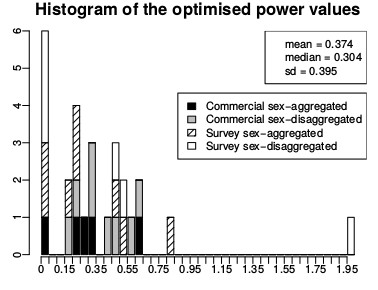 Histogram of the optimised power values
mean = 0.374
median = 0.304
sd = 0.395
Commercial sex−aggregated
Commercial sex−disaggregated
Survey sex−aggregated
Survey sex−disaggregated
6
5
4
3
2
1
0
0 0.15 0.35 0.55 0.75 0.95 1.15 1.35 1.55 1.75 1.95